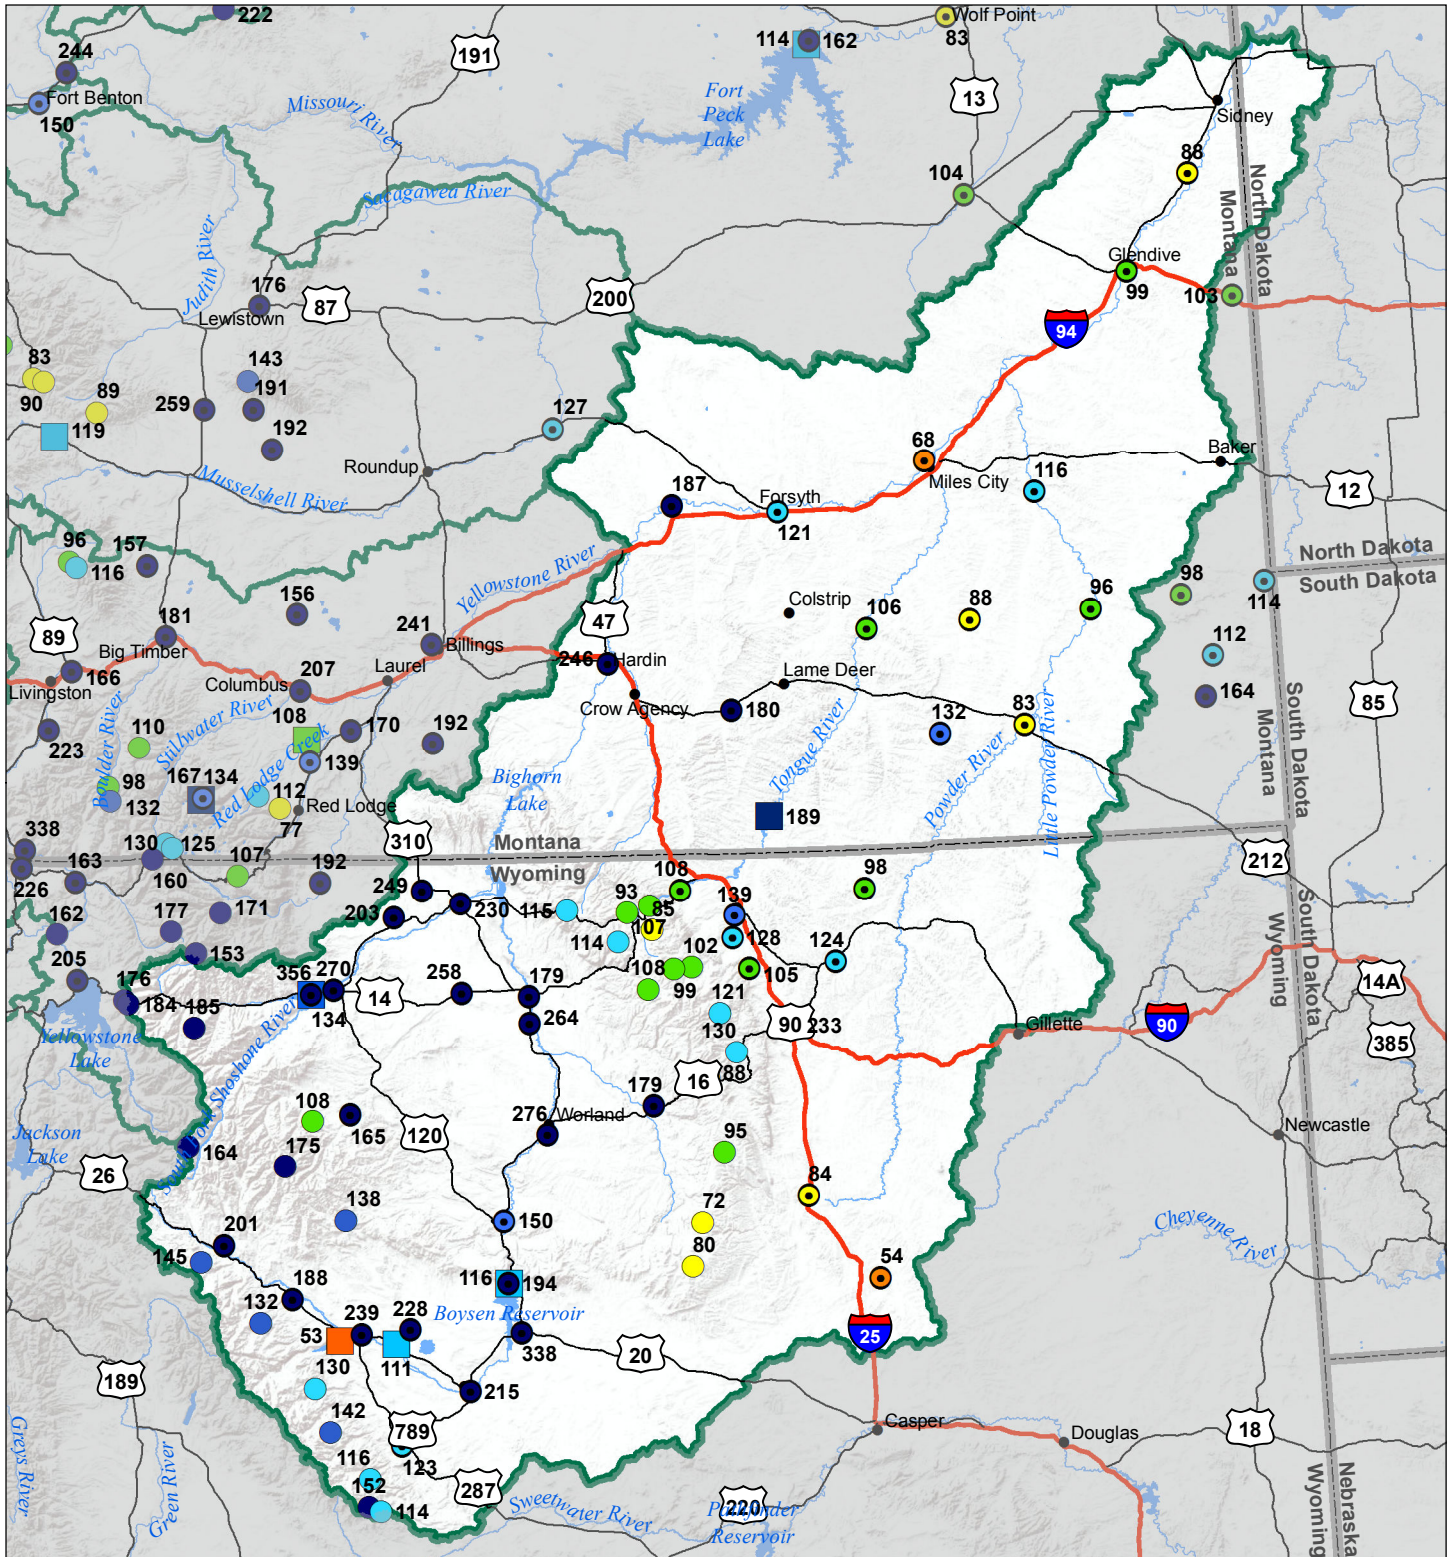 222
244
191
114
162
Wolf Point
83
Fort Benton
150
Missouri River
Fort
Peck
Lake
13
Sidney
88
104
Sacagawea River
North Dakota
Montana
Judith River
Glendive
99
103
176
87
200
Lewistown
94
83
90
89
143
191
259
192
119
127
68
Baker
Roundup
Miles City
116
12
Musselshell River
187
Forsyth
121
96
116
157
Yellowstone River
North Dakota
South Dakota
98
114
156
Colstrip
106
88
96
181
241
47
89
Big Timber
Billings
246
Hardin
112
166
Livingston
Columbus
207
Laurel
Lame Deer
164
85
Crow Agency
180
83
132
223
110
Boulder River
Stillwater River
108
170
192
139
Tongue River
Powder River
Little Powder River
South Dakota
Montana
98
132
167
134
Red Lodge Creek
112
77
Red Lodge
Bighorn
Lake
189
338
130
125
310
Montana
Wyoming
212
226
163
160
107
192
249
108
98
162
177
171
203
230
115
93
85
107
139
South Dakota
Wyoming
153
114
102
128
124
205
176
184
356
270
14
258
179
108
99
105
14A
134
185
264
121
130
90
233
Gillette
90
385
Yellowstone
Lake
South Fork Shoshone River
88
16
179
108
165
120
276
Worland
Newcastle
Jackson
Lake
164
175
95
26
138
150
72
84
201
80
Cheyenne River
145
54
188
116
194
132
239
228
Boysen Reservoir
53
111
338
25
20
130
215
189
142
789
Casper
Douglas
18
Greys River
Green River
116
123
287
152
114
Sweetwater River
220
Pathfinder
Reservoir
Nebraska
Wyoming